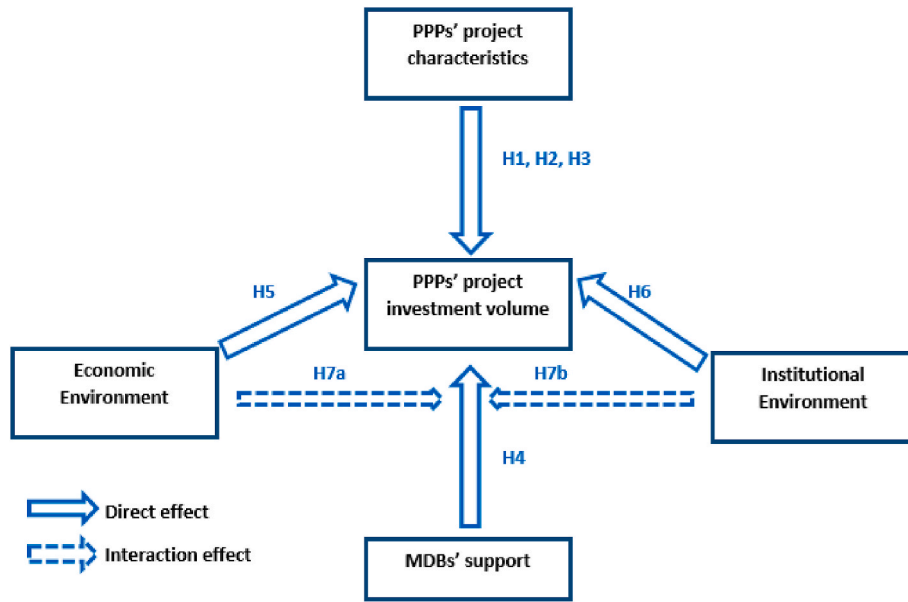 PPPs' project
characteristics
H1, H2, H3
PPPs' project
investment volume
H5
H6
Economic
Environment
H7a
H7b
Institutional
Environment
H4
Direct effect
Interaction effect
MDBs' support